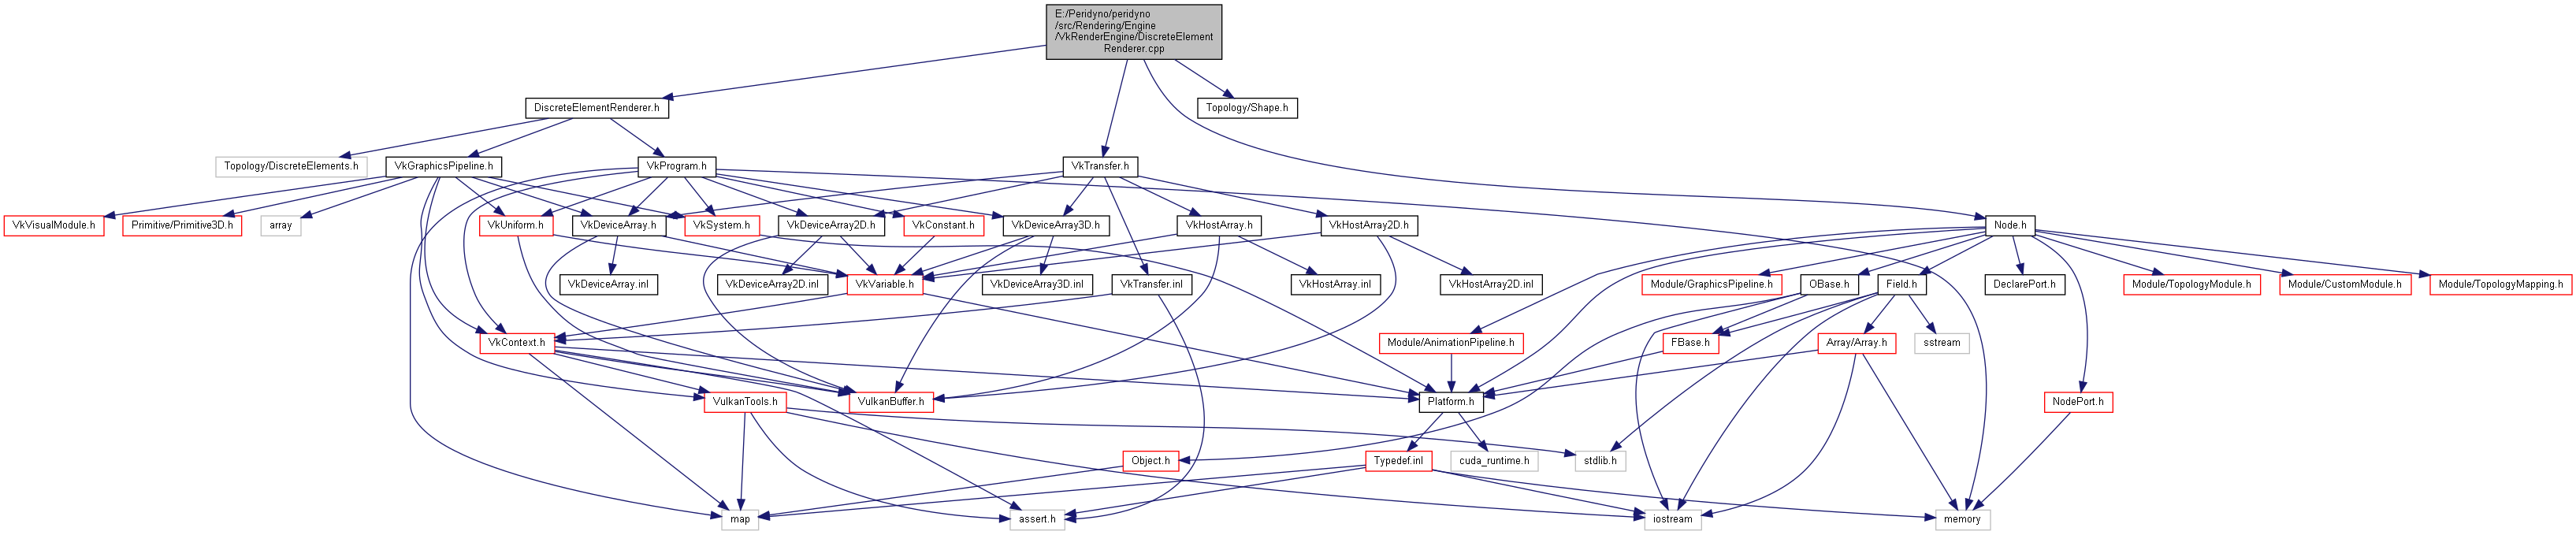 E:/Peridyno/peridyno
/src/Rendering/Engine
/VkRenderEngine/DiscreteElement
Renderer.cpp
DiscreteElementRenderer.h
Topology/Shape.h
Topology/DiscreteElements.h
VkGraphicsPipeline.h
VkProgram.h
VkTransfer.h
VkVisualModule.h
Primitive/Primitive3D.h
array
VkUniform.h
VkDeviceArray.h
VkSystem.h
VkDeviceArray2D.h
VkConstant.h
VkDeviceArray3D.h
VkHostArray.h
VkHostArray2D.h
Node.h
VkDeviceArray.inl
VkDeviceArray2D.inl
VkVariable.h
VkDeviceArray3D.inl
VkTransfer.inl
VkHostArray.inl
VkHostArray2D.inl
Module/GraphicsPipeline.h
OBase.h
Field.h
DeclarePort.h
Module/TopologyModule.h
Module/CustomModule.h
Module/TopologyMapping.h
VkContext.h
Module/AnimationPipeline.h
FBase.h
Array/Array.h
sstream
VulkanTools.h
VulkanBuffer.h
Platform.h
NodePort.h
Object.h
Typedef.inl
cuda_runtime.h
stdlib.h
map
assert.h
iostream
memory